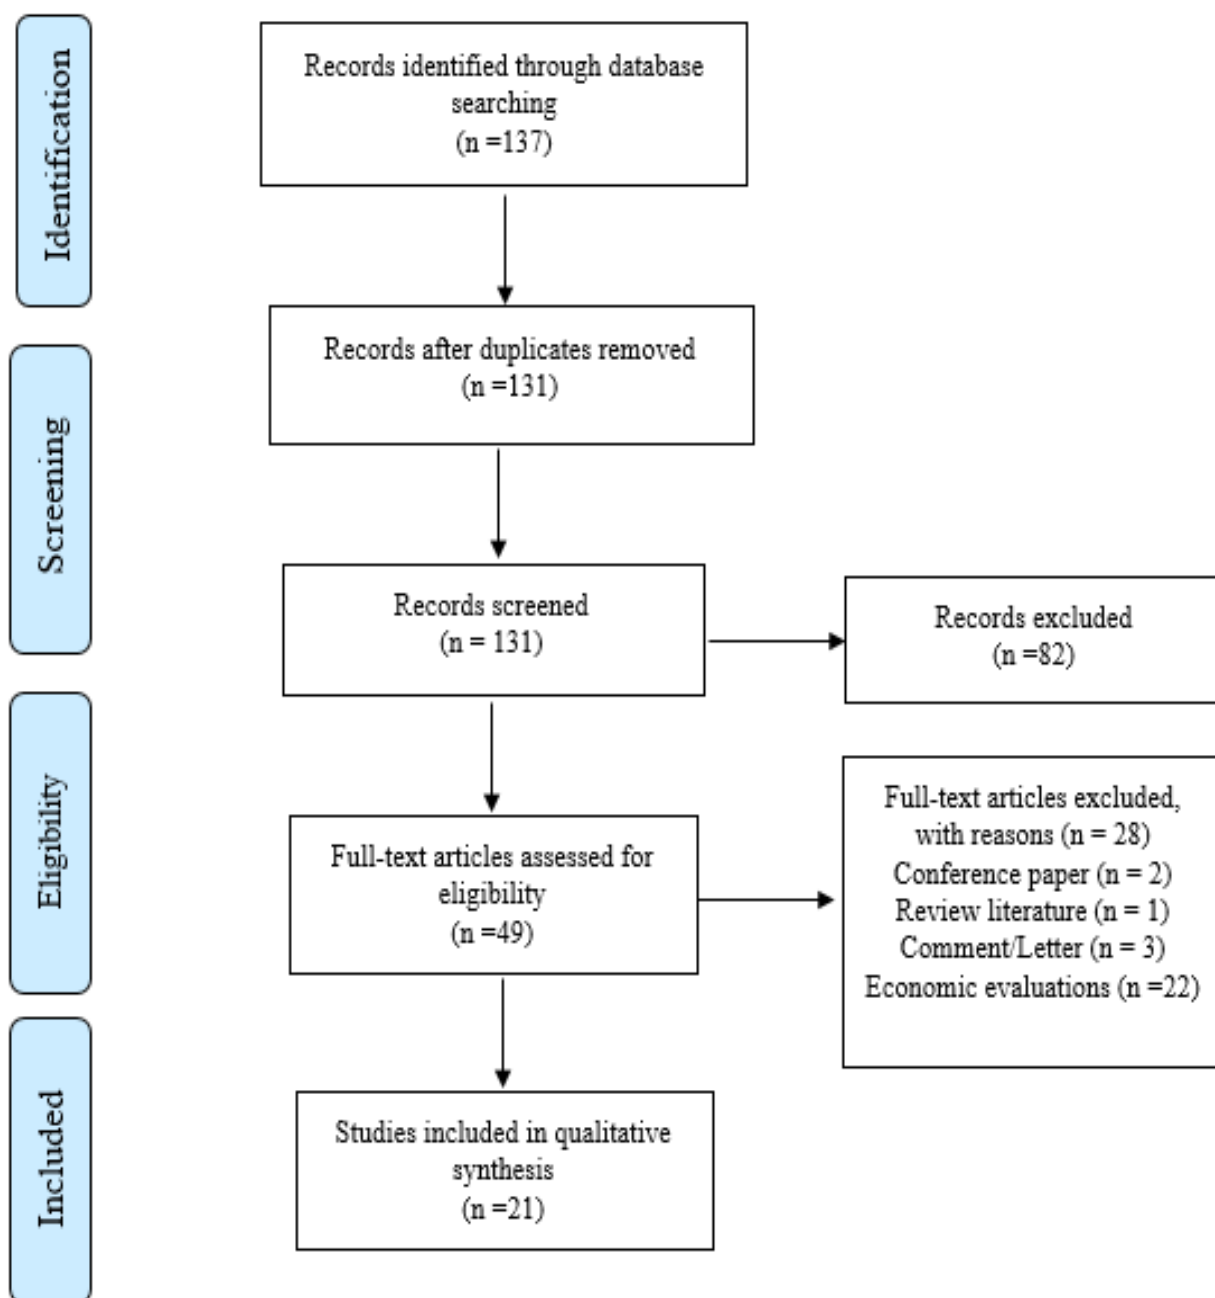 Identification
Records identified through database
searching
(n =137)
Records after duplicates removed
(n =131)
Screening
Records screened
(n = 131)
Records excluded
(n =82)
Eligibility
Full-text articles assessed for
eligibility
(n =49)
Full-text articles excluded,
with reasons (n = 28)
Conference paper (n = 2)
Review literature (n = 1)
Comment/Letter (n = 3)
Economic evaluations (n =22)
Included
Studies included in qualitative
synthesis
(n =21)